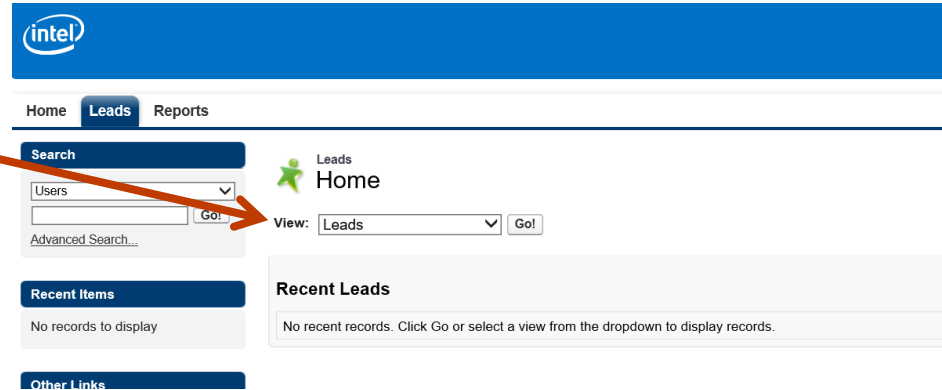 intel
Home Leads Reports
Search
Users
Go!
Advanced Search...
Recent Items
No records to display
Other Links
Leads
Home
View: Leads Go!
Recent Leads
No recent records. Click Go or select a view from the dropdown to display records.